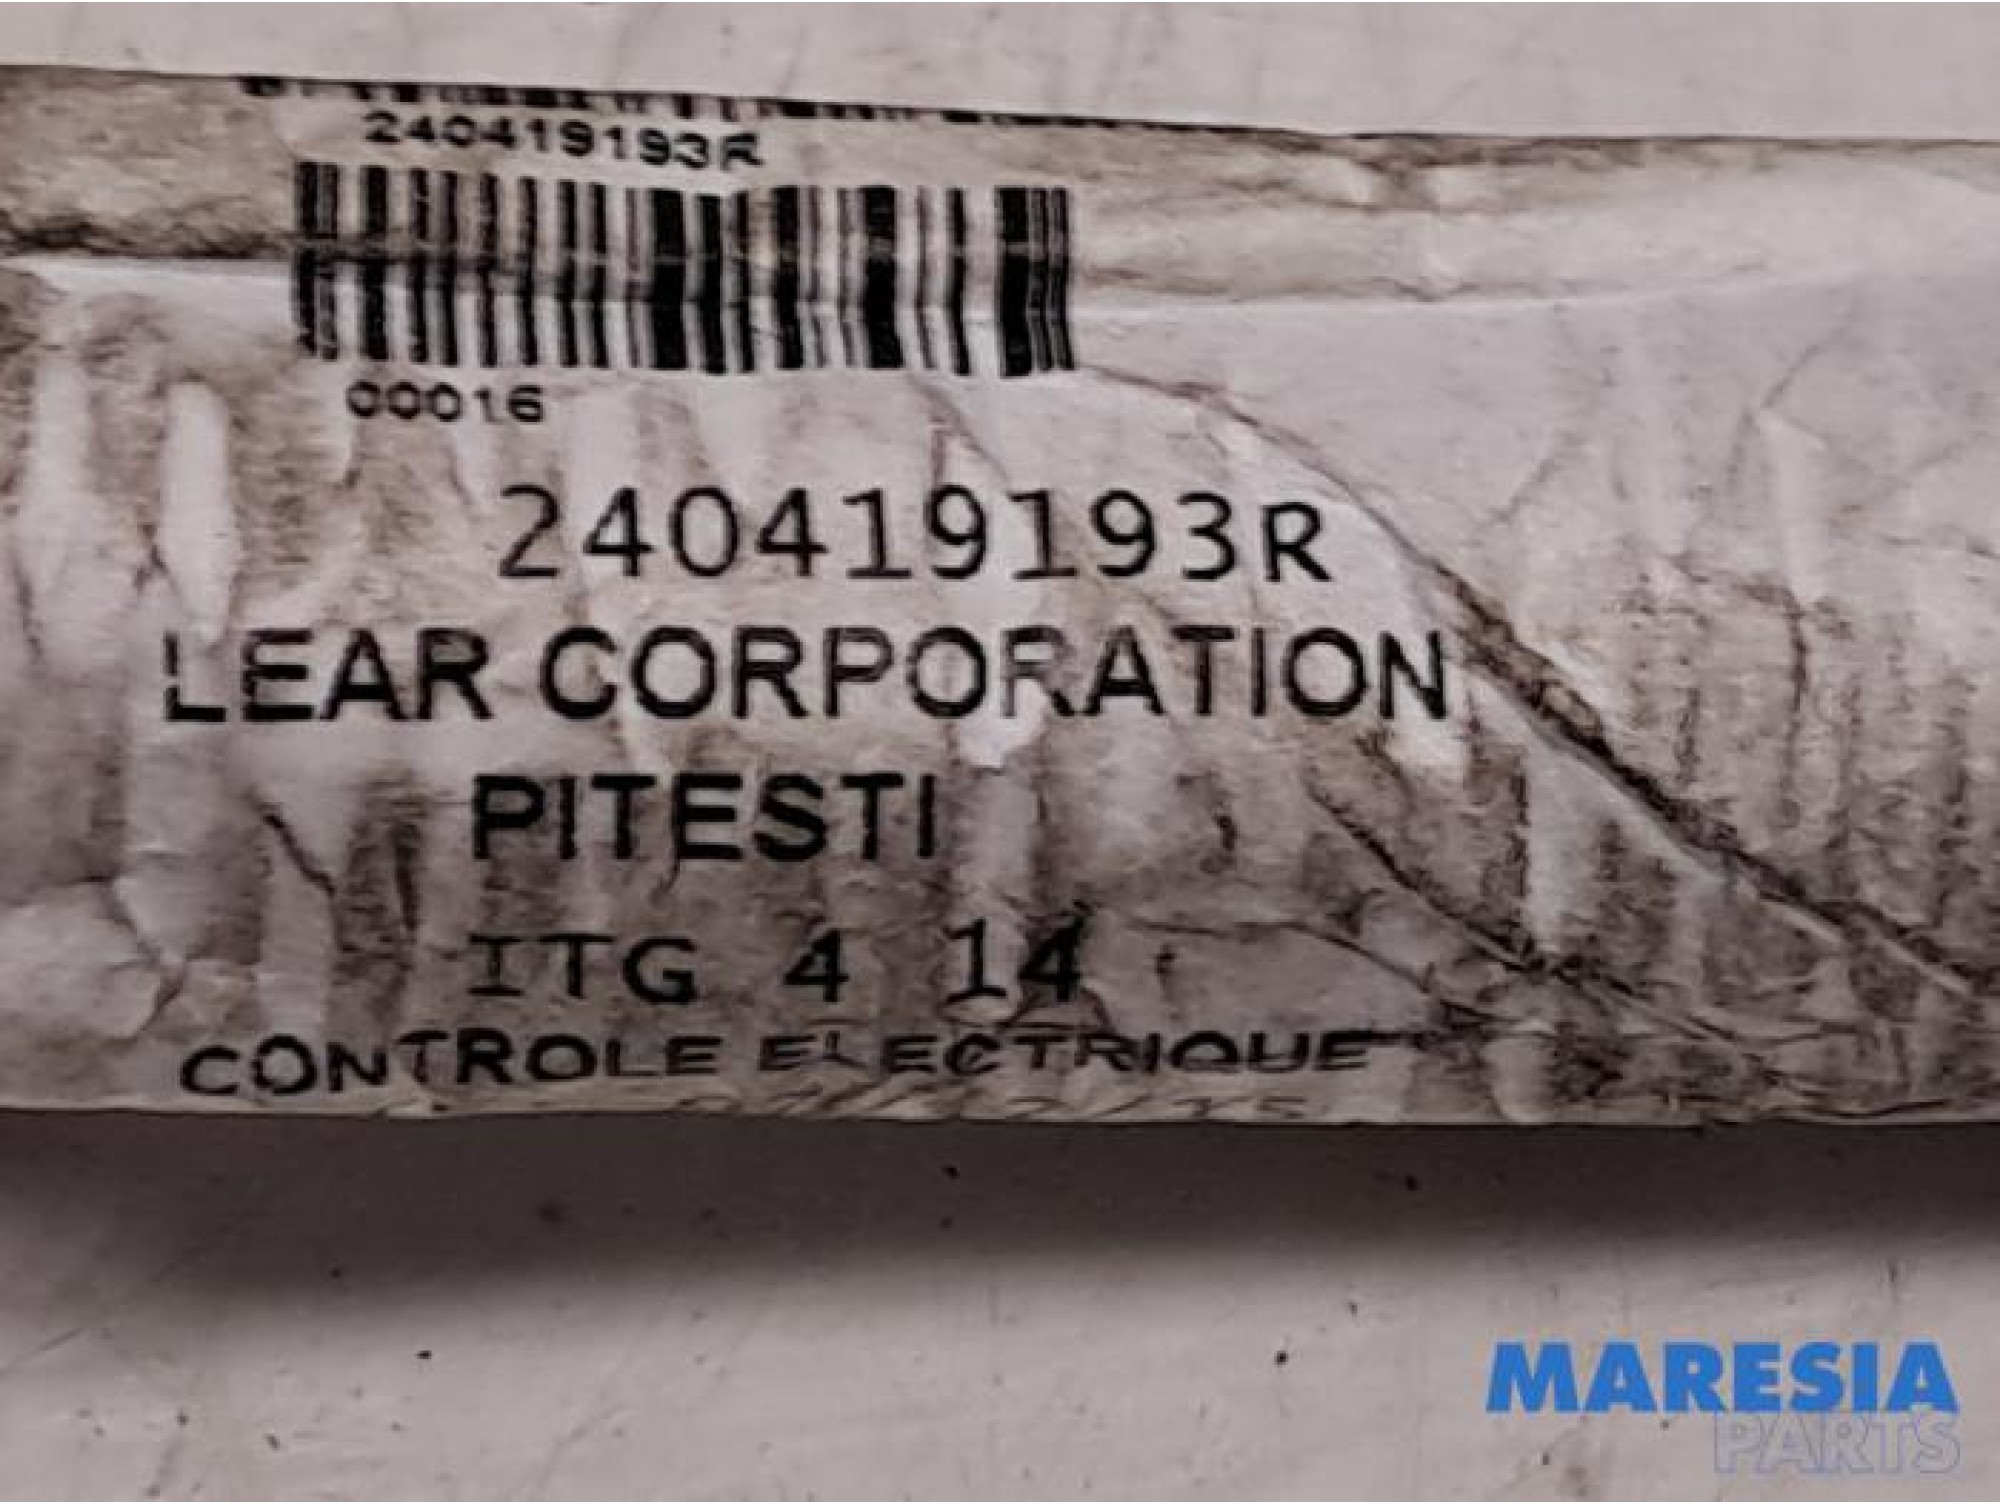 240419193R
00016
240419193R
LEAR CORPORATION
PITESTI
ITG 4 14
CONTROLE ELECTRIQUE
MARESIA
PARTS